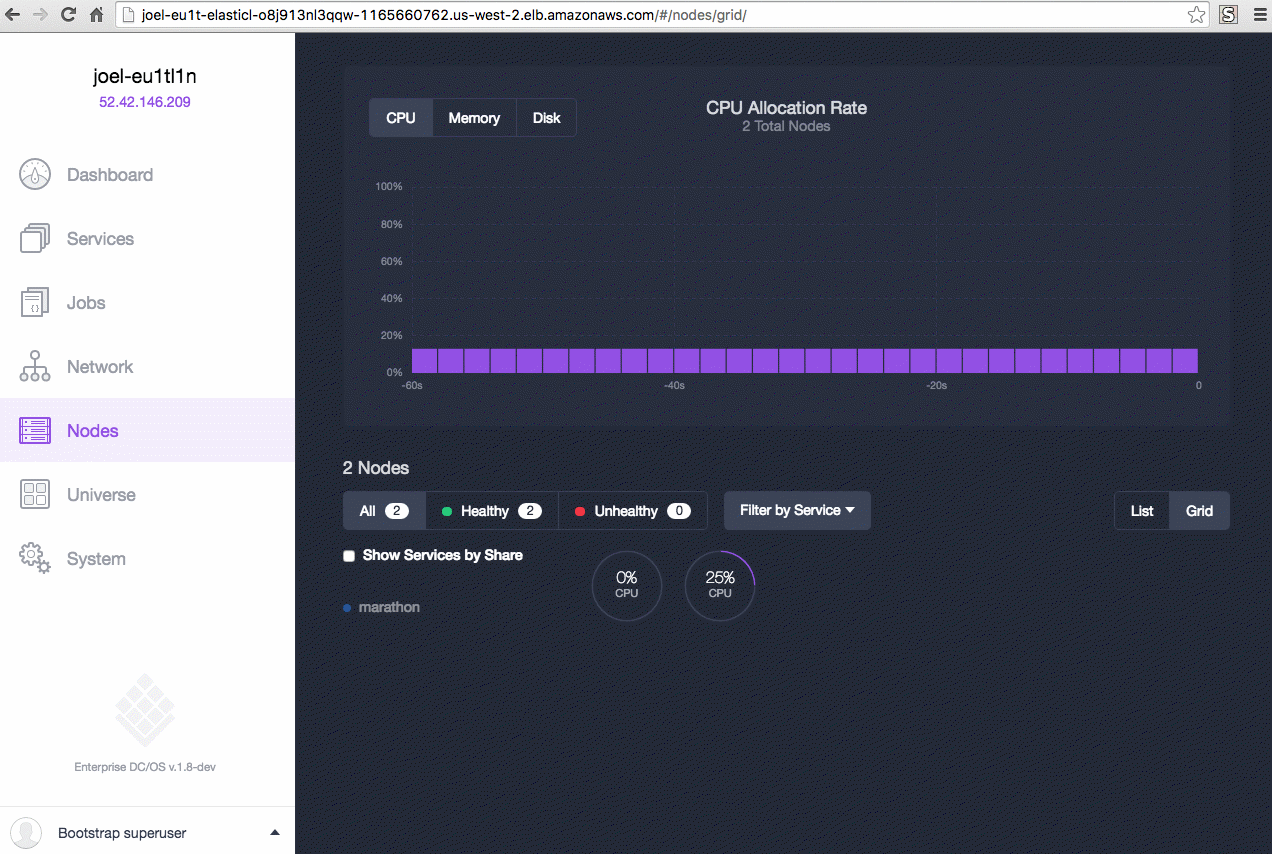 joel-eu1t-elasticl-o8j913nl3qqw-1165660762.us-west-2.elb.amazonaws.com/#/nodes/grid/
S
joel-eu1tl1n
52.42.146.209
Dashboard
Services
Jobs
Network
Nodes
Universe
System
Enterprise DC/OS v.1.8-dev
Bootstrap superuser
CPU Memory Disk
CPU Allocation Rate
2 Total Nodes
100%
80%
60%
40%
20%
0%
-60s -40s -20s 0
2 Nodes
All 2 Healthy 2 Unhealthy 0 Filter by Service List Grid
Show Services by Share
marathon
0%
CPU
25%
CPU